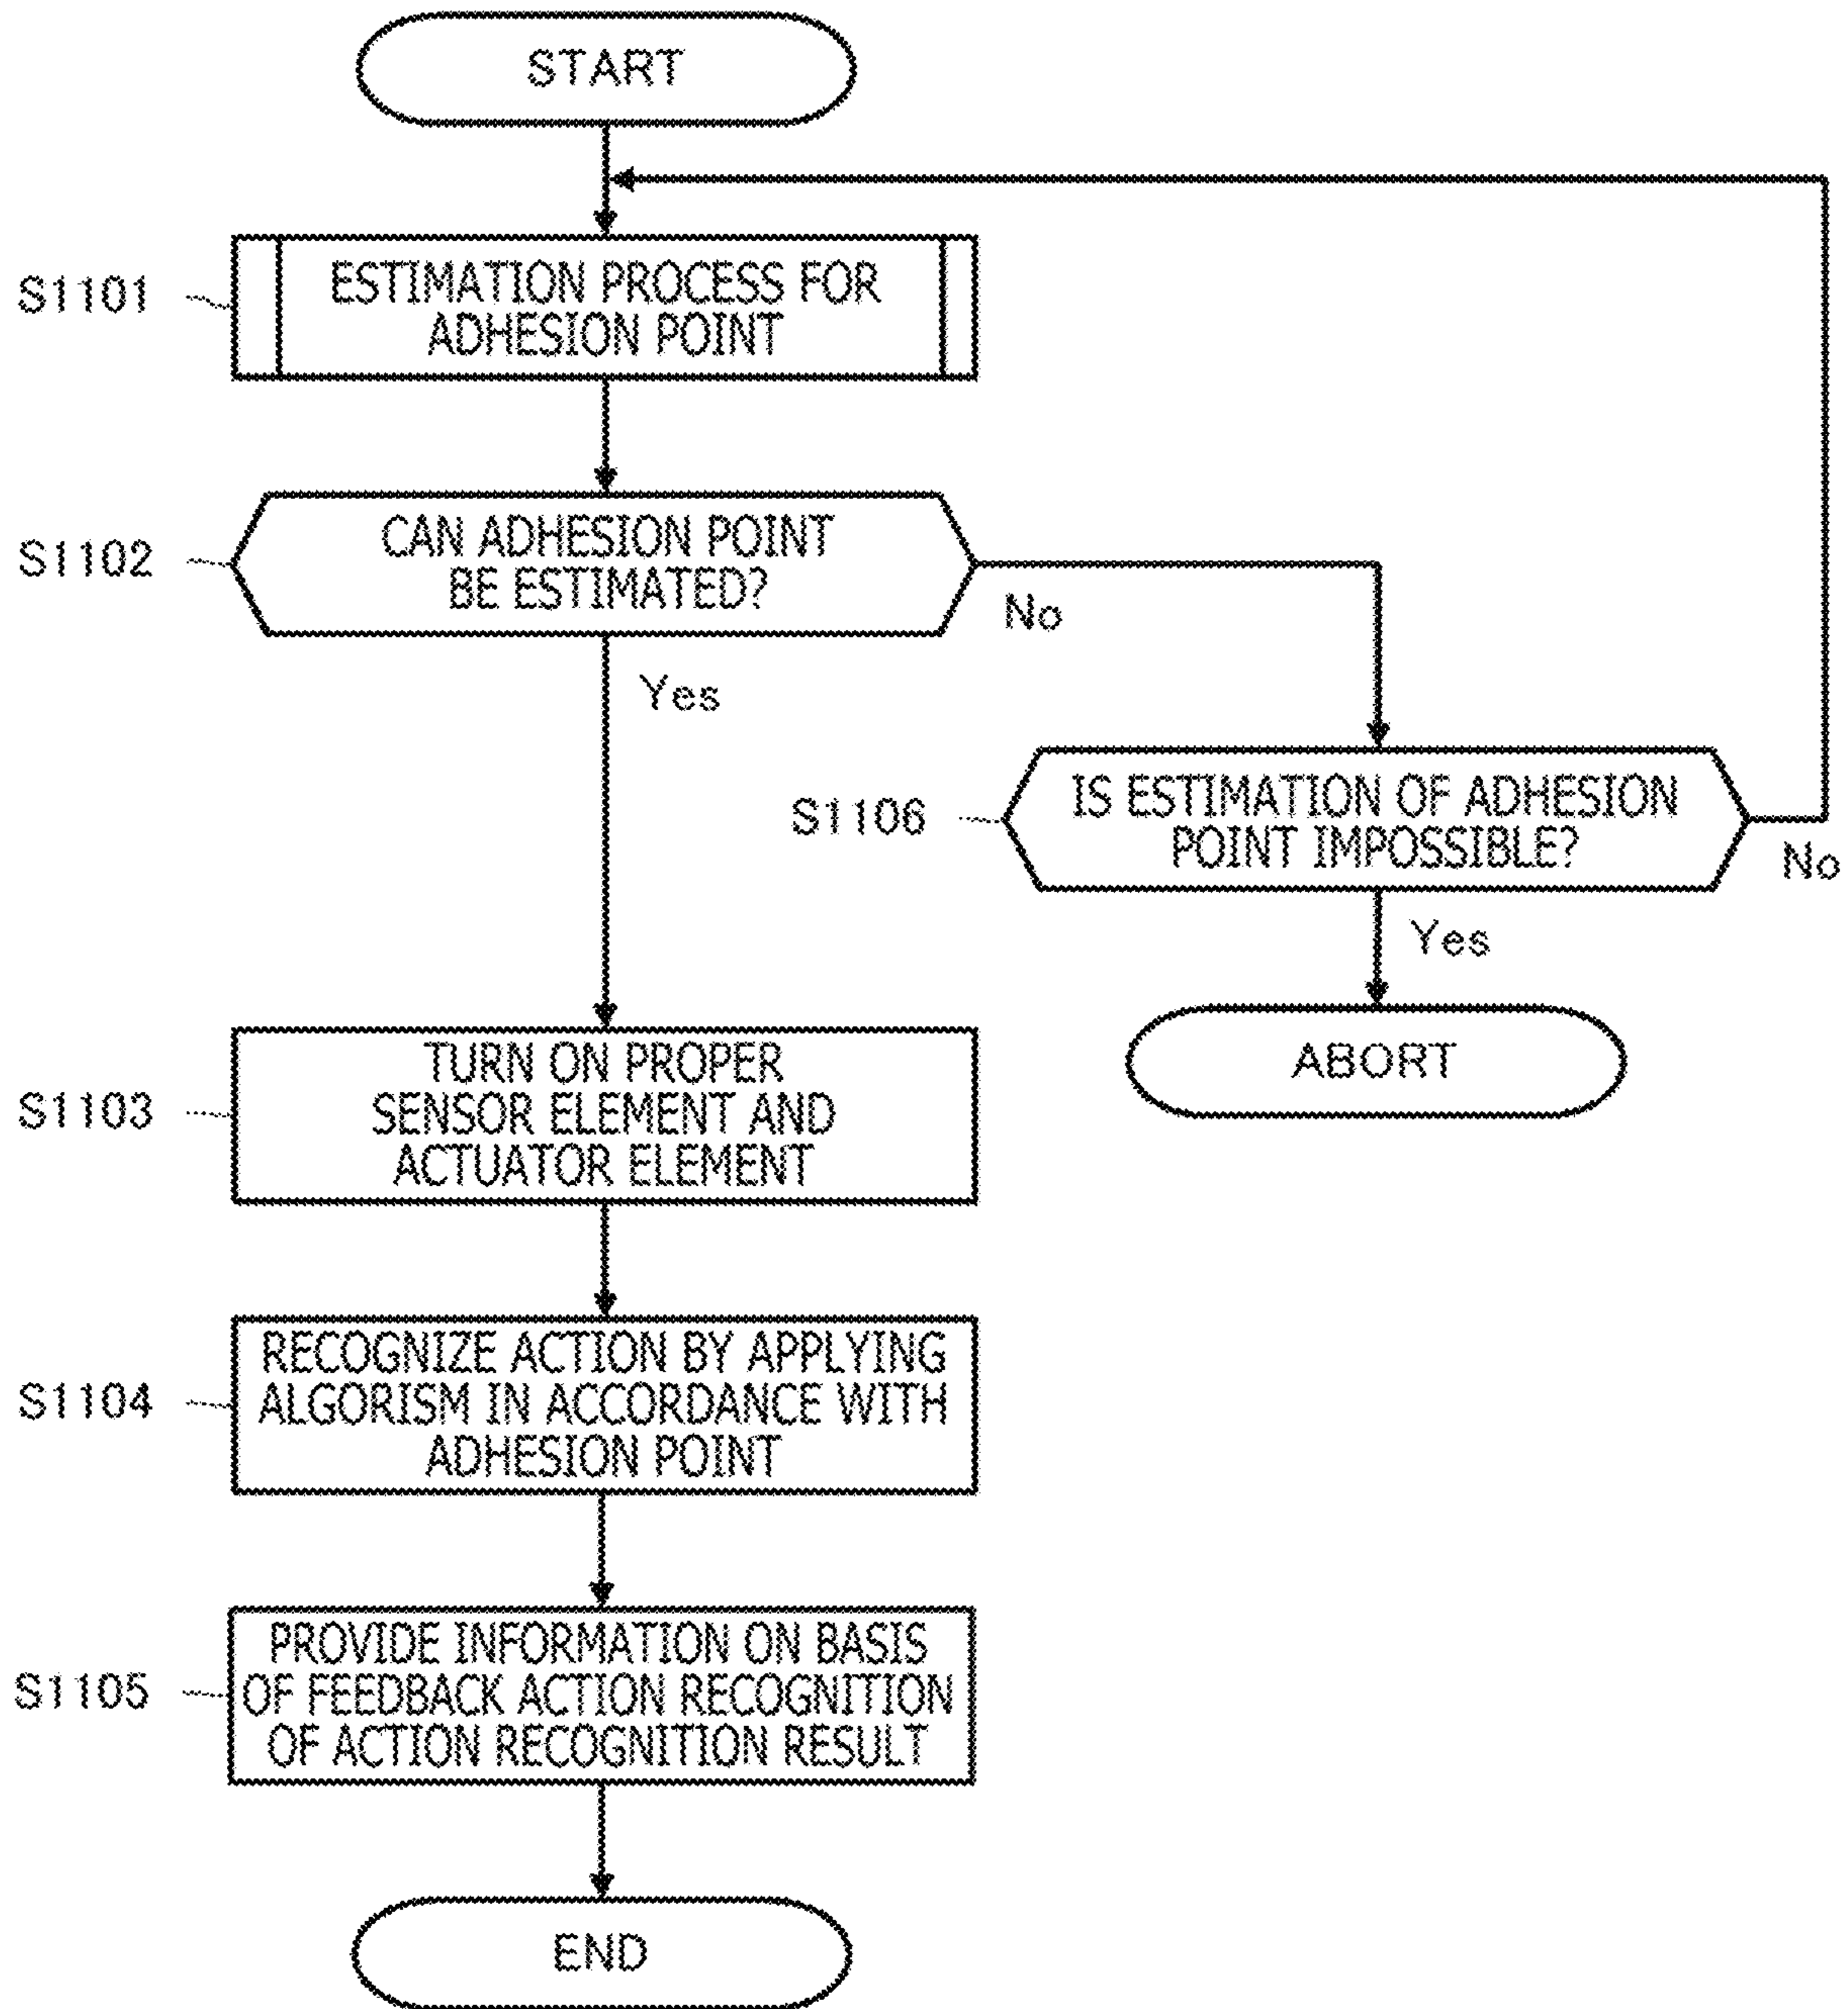 START
S1101
ESTIMATION PROCESS FOR
ADHESION POINT
S1102
CAN ADHESION POINT
BE ESTIMATED?
No
Yes
S1106
IS ESTIMATION OF ADHESION
POINT IMPOSSIBLE?
No
Yes
ABORT
S1103
TURN ON PROPER
SENSOR ELEMENT AND
ACTUATOR ELEMENT
S1104
RECOGNIZE ACTION BY APPLYING
ALGORISM IN ACCORDANCE WITH
ADHESION POINT
S1105
PROVIDE INFORMATION ON BASIS
OF FEEDBACK ACTION RECOGNITION
OF ACTION RECOGNITION RESULT
END